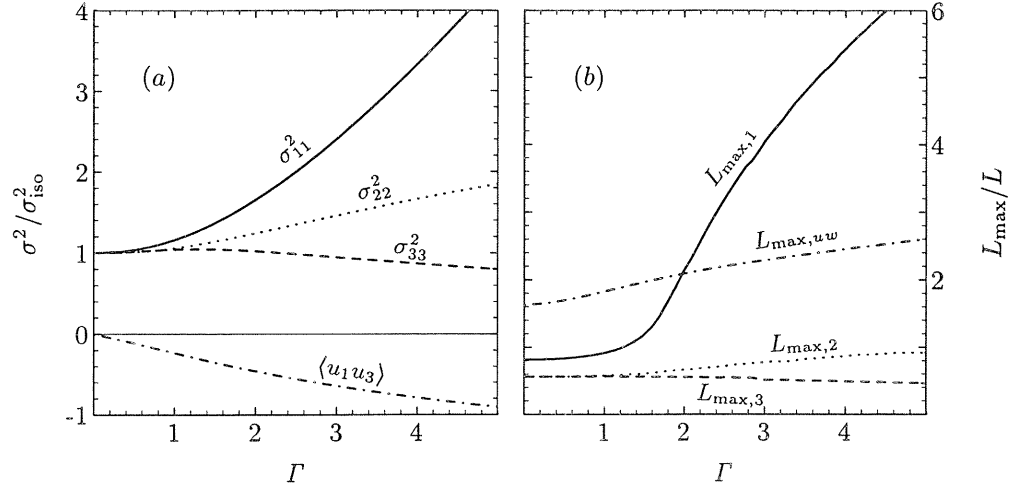 (a)
σ²/σ²_iso
4
3
2
1
0
-1
σ²₁₁
σ²₂₂
σ²₃₃
⟨u₁u₃⟩
1 2 3 4
Γ
(b)
L_max,1
L_max,uw
L_max,2
L_max,3
6
4
2
L_max/L
1 2 3 4
Γ